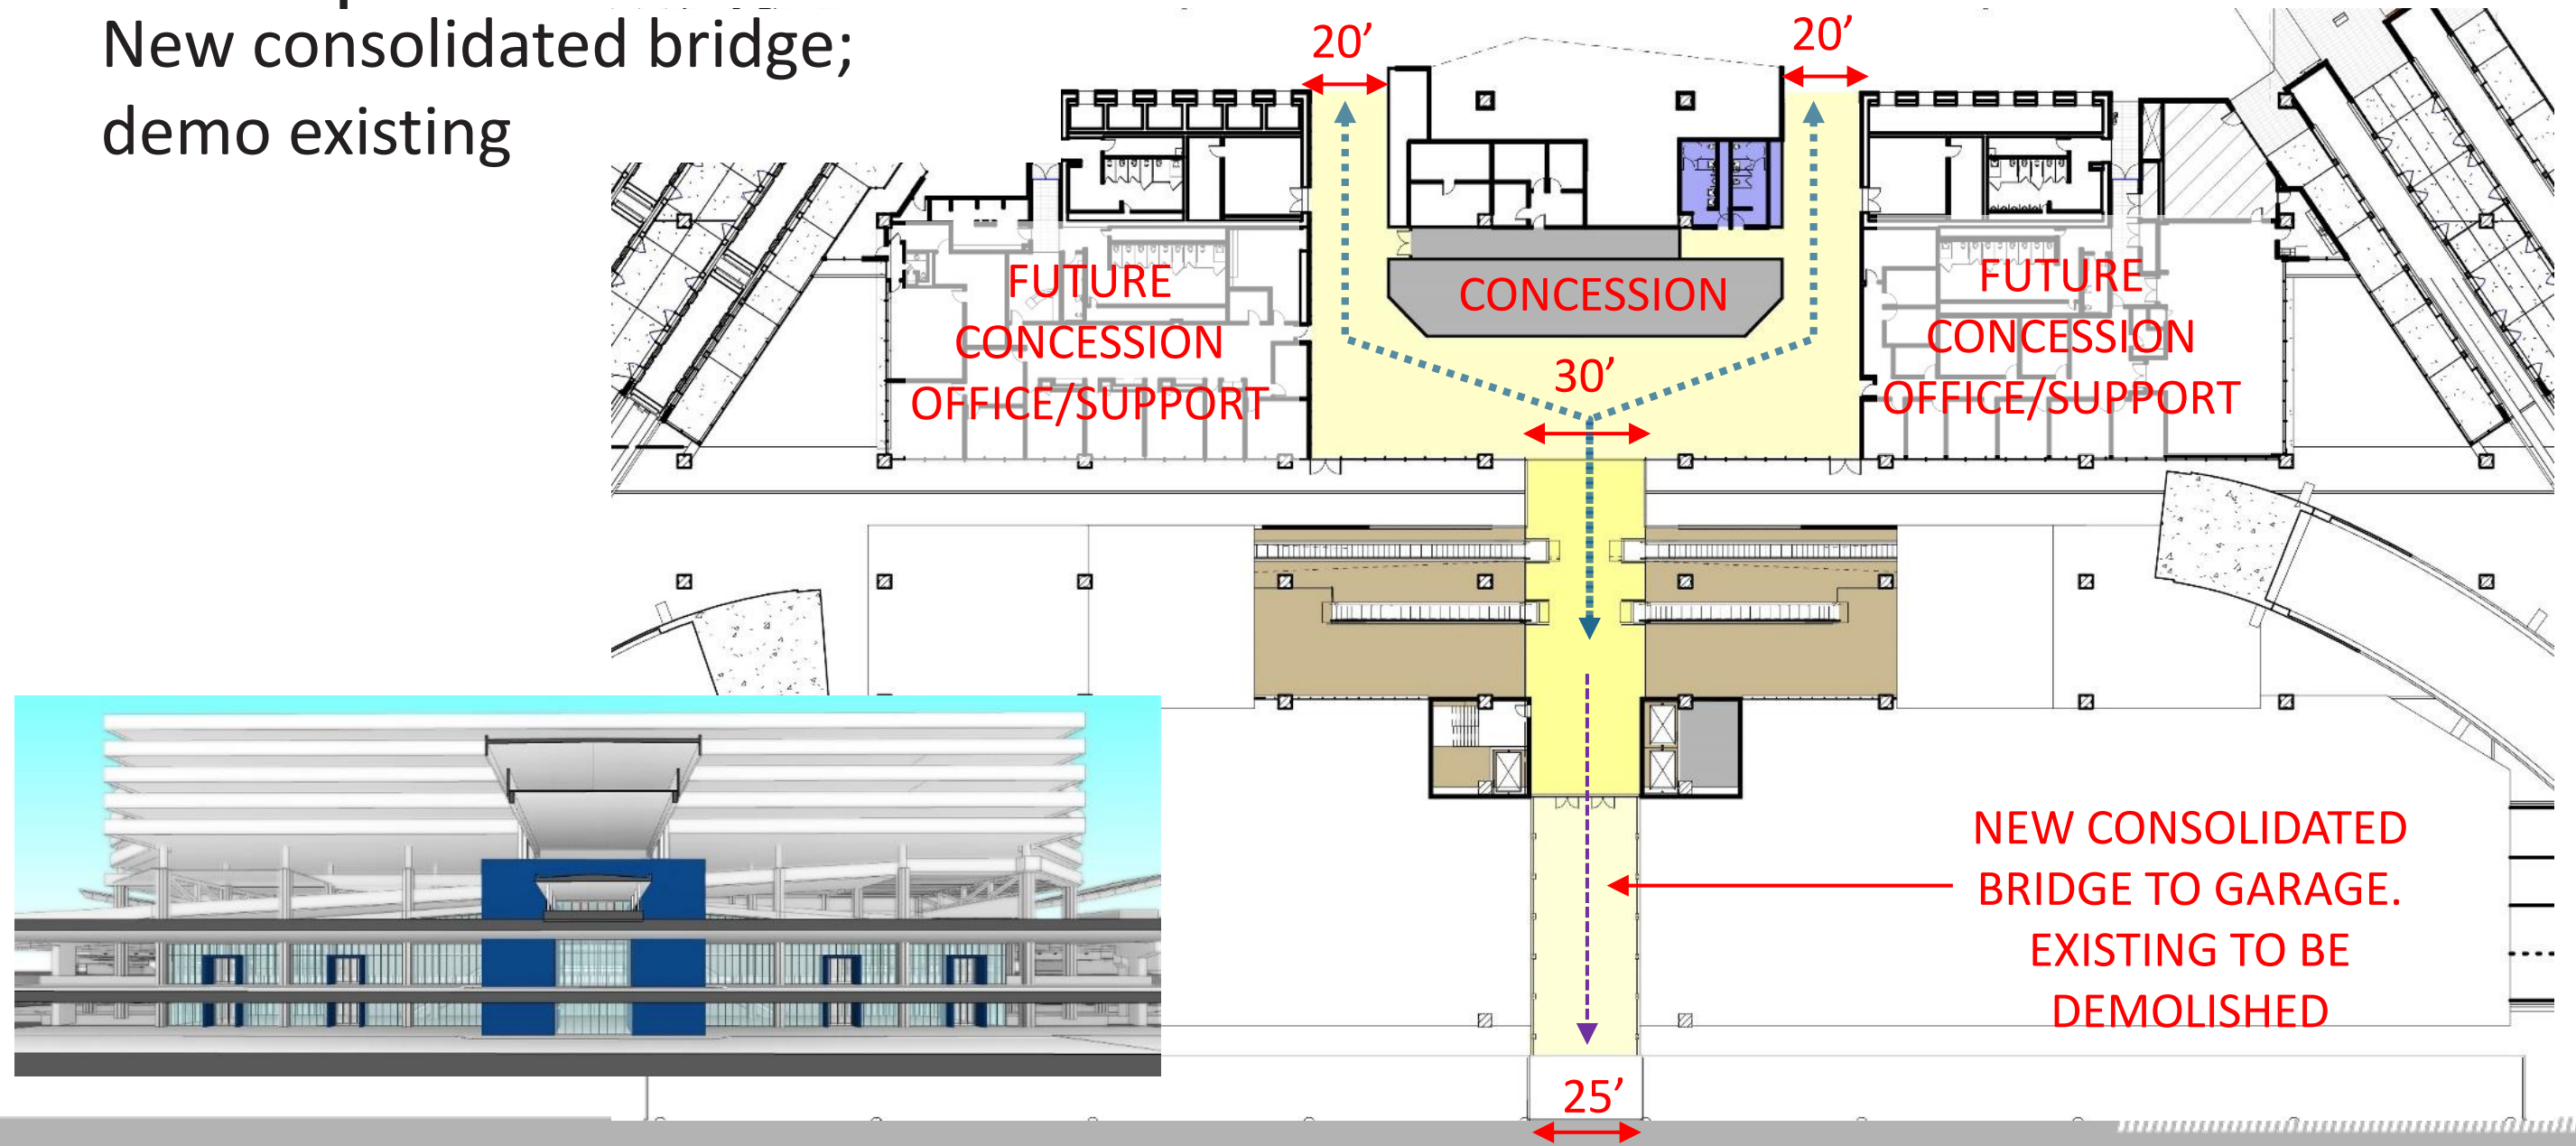 New consolidated bridge;
demo existing
20’
20’
FUTURE
CONCESSION
OFFICE/SUPPORT
CONCESSION
FUTURE
CONCESSION
OFFICE/SUPPORT
30’
NEW CONSOLIDATED
BRIDGE TO GARAGE.
EXISTING TO BE
DEMOLISHED
25’